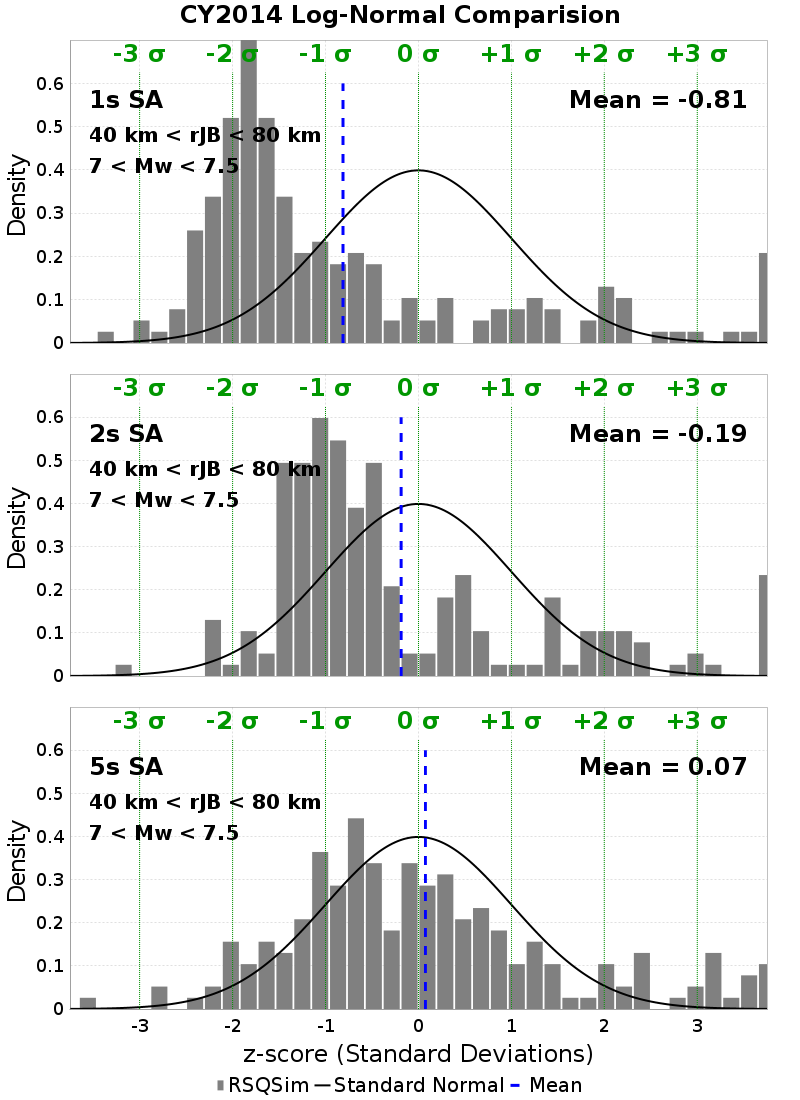 CY2014 Log-Normal Comparision
-3 σ -2 σ -1 σ 0 σ +1 σ +2 σ +3 σ
0.6
1s SA Mean = -0.81
0.5
40 km < rJB < 80 km
7 < Mw < 7.5
0.4
0.3
0.2
0.1
0
Density
-3 σ -2 σ -1 σ 0 σ +1 σ +2 σ +3 σ
0.6
2s SA Mean = -0.19
0.5
40 km < rJB < 80 km
7 < Mw < 7.5
0.4
0.3
0.2
0.1
0
Density
-3 σ -2 σ -1 σ 0 σ +1 σ +2 σ +3 σ
0.6
5s SA Mean = 0.07
0.5
40 km < rJB < 80 km
7 < Mw < 7.5
0.4
0.3
0.2
0.1
0
Density
-3 -2 -1 0 1 2 3
z-score (Standard Deviations)
RSQSim Standard Normal Mean